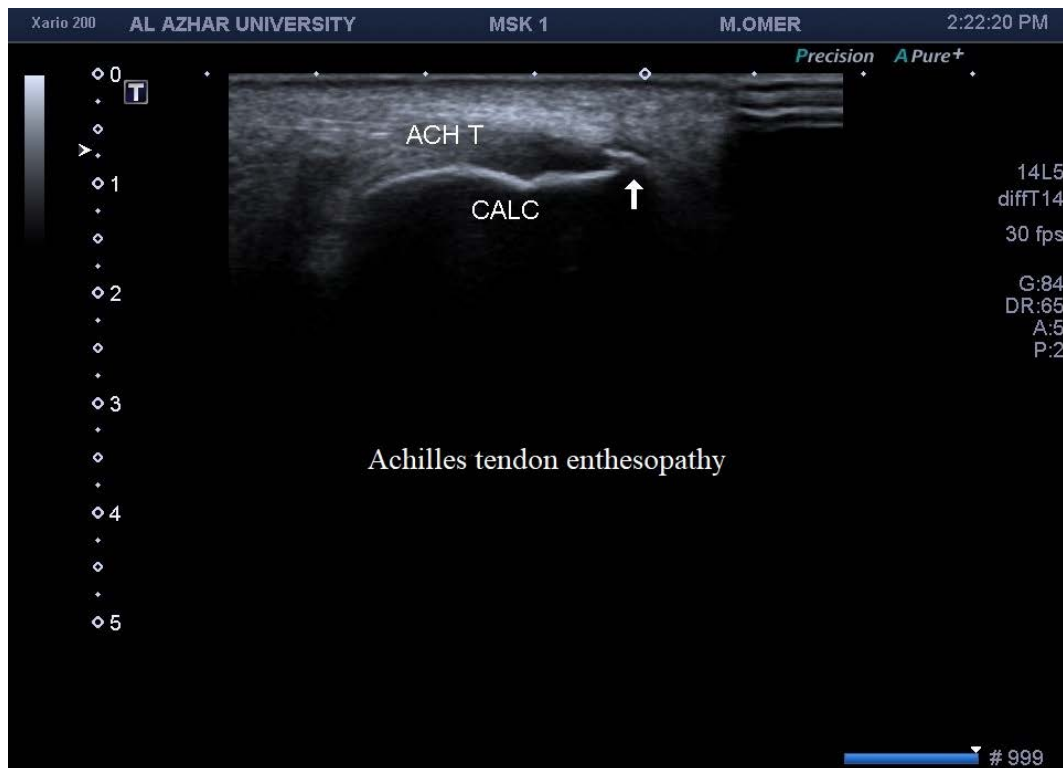 Xario 200 AL AZHAR UNIVERSITY MSK 1 M.OMER 2:22:20 PM
Precision APure+
0
T
ACH T
1
14L5
diffT14
CALC
30 fps
G:84
2
DR:65
A:5
P:2
3
Achilles tendon enthesopathy
4
5
# 999